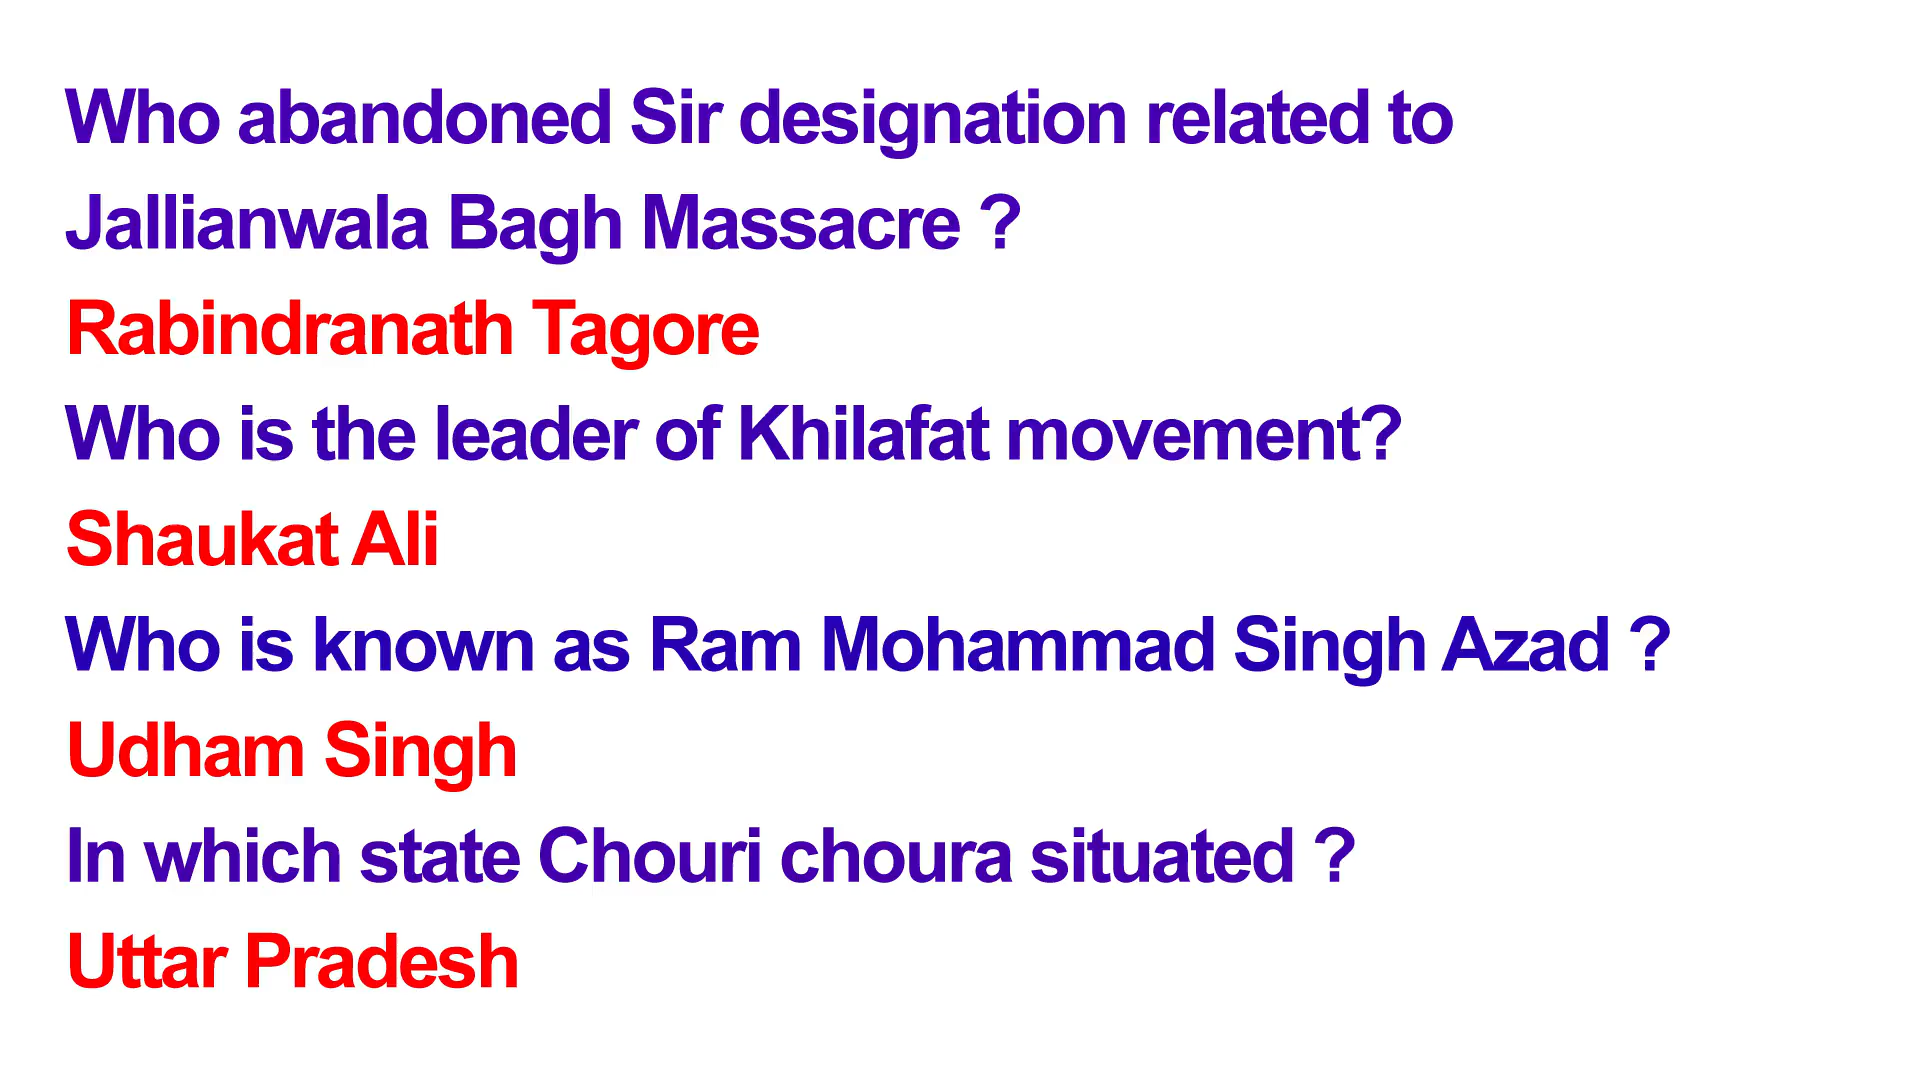 Who abandoned Sir designation related to
Jallianwala Bagh Massacre ?
Rabindranath Tagore
Who is the leader of Khilafat movement?
Shaukat Ali
Who is known as Ram Mohammad Singh Azad ?
Udham Singh
In which state Chouri choura situated ?
Uttar Pradesh